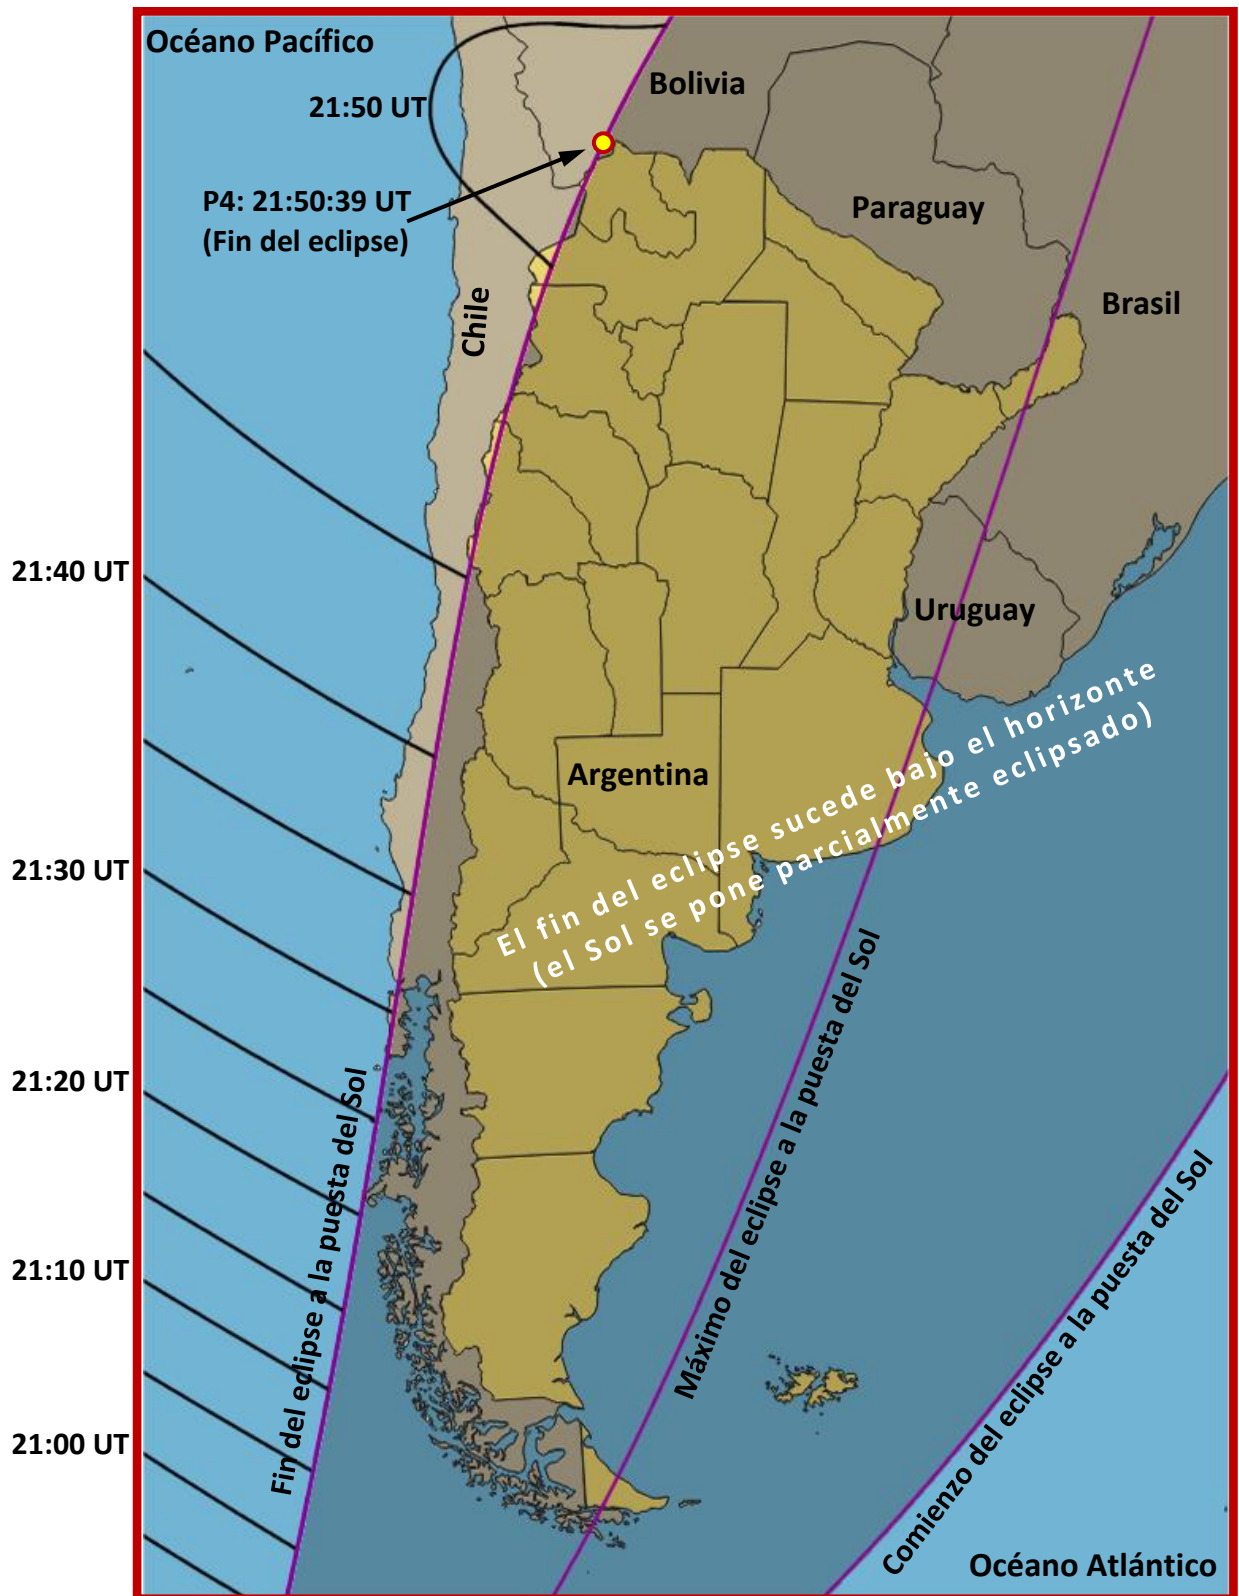 Océano Pacífico
Bolivia
21:50 UT
P4: 21:50:39 UT
(Fin del eclipse)
Paraguay
Brasil
Chile
21:40 UT
Uruguay
El fin del eclipse sucede bajo el horizonte
(el Sol se pone parcialmente eclipsado)
Argentina
21:30 UT
21:20 UT
Fin del eclipse a la puesta del Sol
Máximo del eclipse a la puesta del Sol
Comienzo del eclipse a la puesta del Sol
21:10 UT
21:00 UT
Océano Atlántico